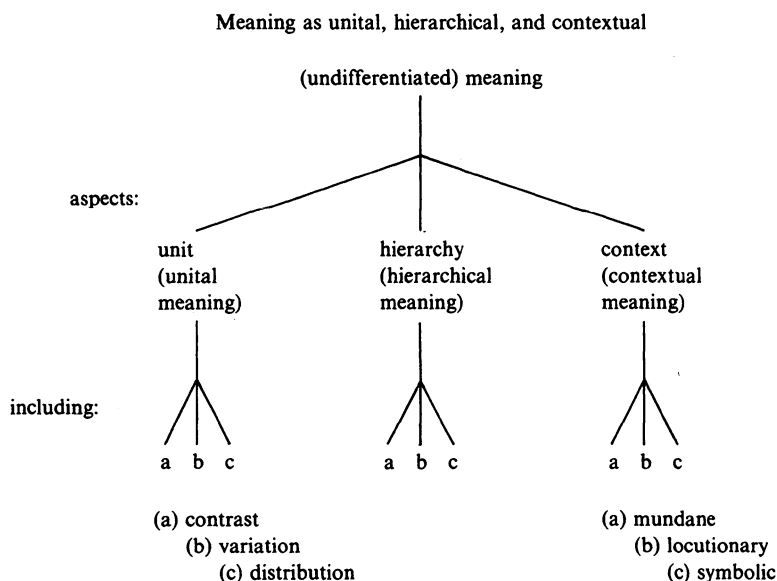 Meaning as unital, hierarchical, and contextual
(undifferentiated) meaning
aspects:
unit
(unital
meaning)
hierarchy
(hierarchical
meaning)
context
(contextual
meaning)
including:
a b c
a b c
a b c
(a) contrast
(b) variation
(c) distribution
(a) mundane
(b) locutionary
(c) symbolic